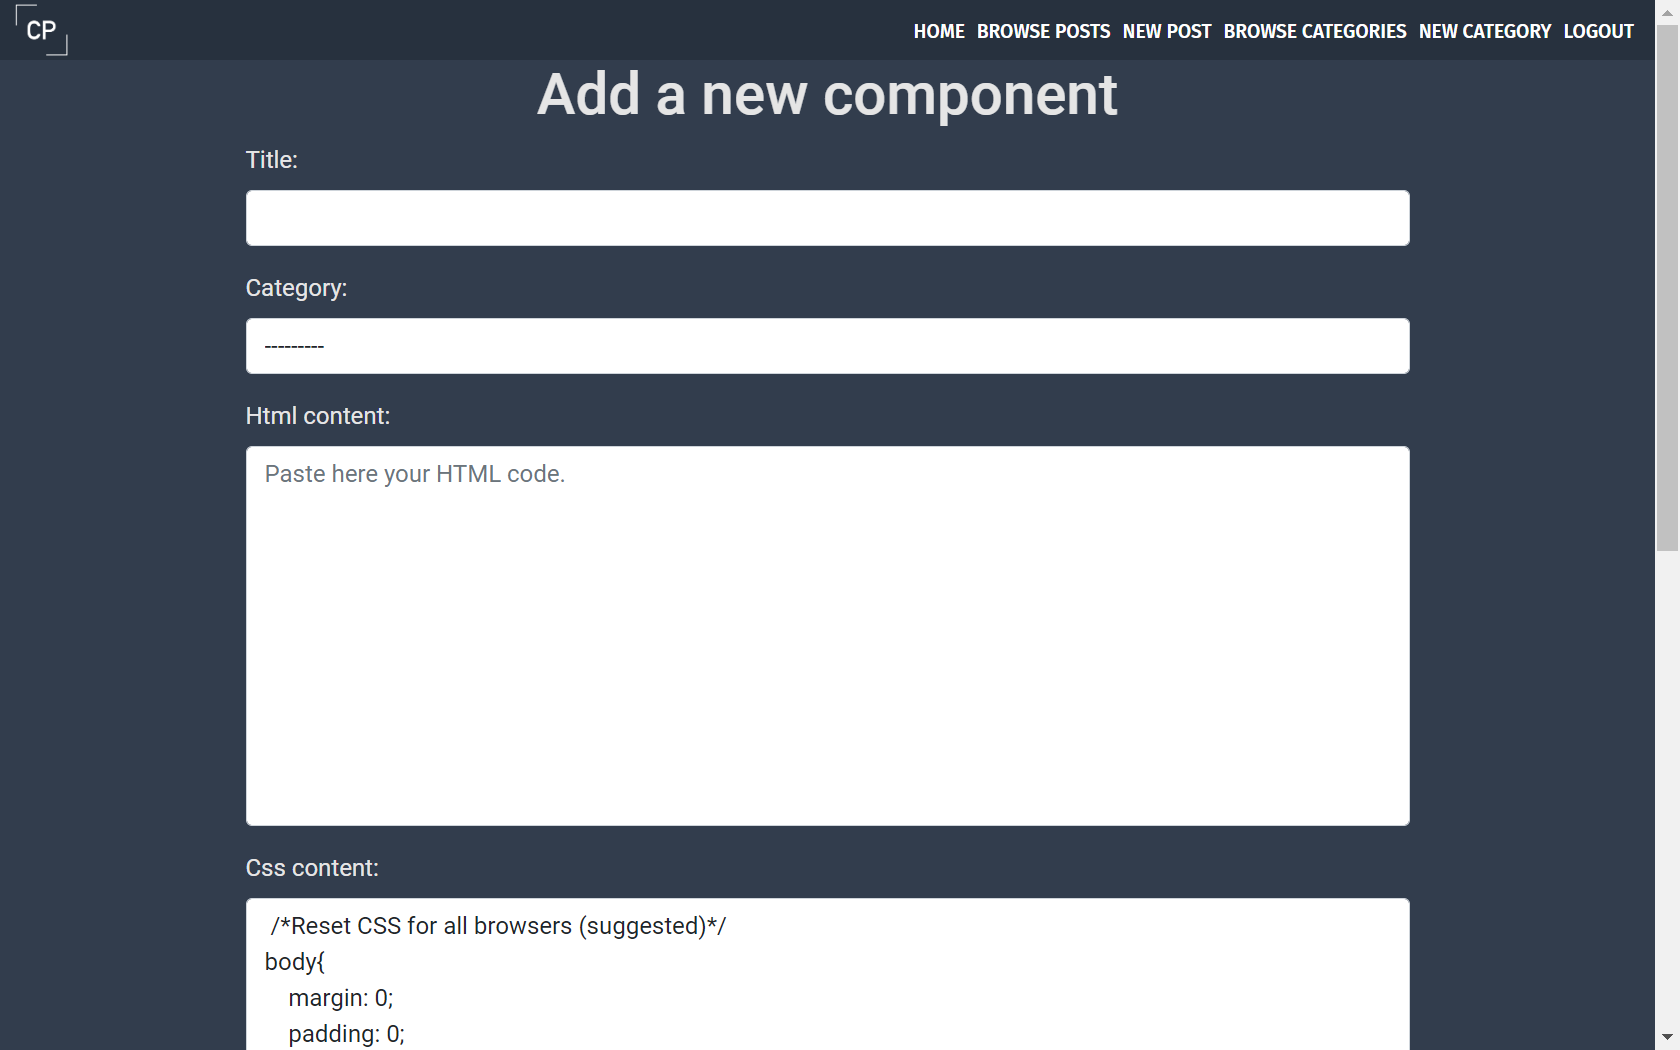 CP
HOME BROWSE POSTS NEW POST BROWSE CATEGORIES NEW CATEGORY LOGOUT
Add a new component
Title:
Category:
---------
Html content:
Paste here your HTML code.
Css content:
/*Reset CSS for all browsers (suggested)*/
body{
margin: 0;
padding: 0;